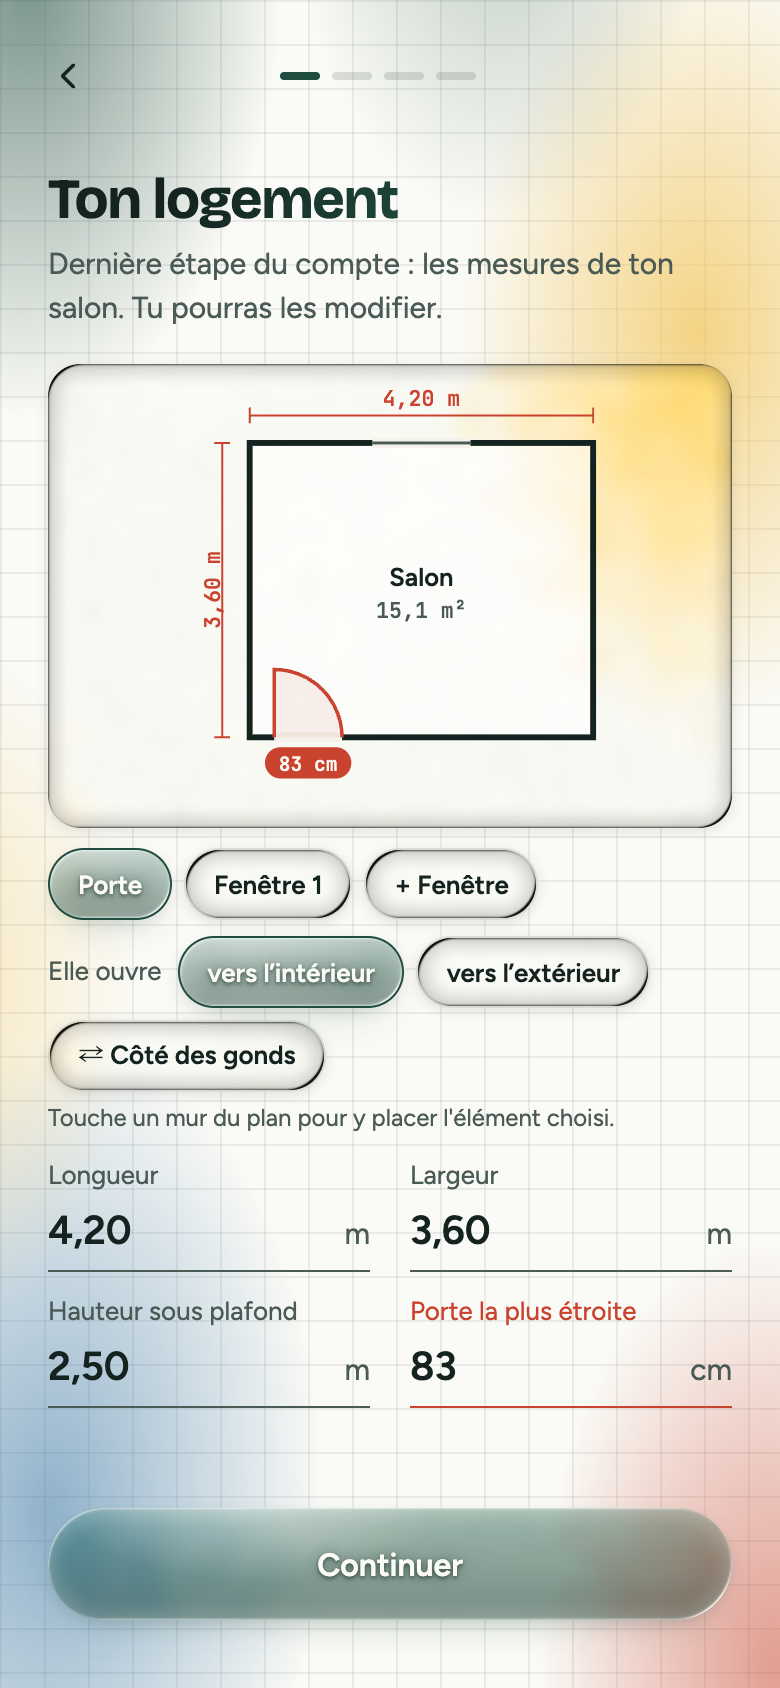 Ton logement
Dernière étape du compte : les mesures de ton
salon. Tu pourras les modifier.
4,20 m
3,60 m
Salon
15,1 m²
83 cm
Porte
Fenêtre 1
+ Fenêtre
Elle ouvre
vers l’intérieur
vers l’extérieur
⇄ Côté des gonds
Touche un mur du plan pour y placer l'élément choisi.
Longueur
Largeur
4,20 m
3,60 m
Hauteur sous plafond
Porte la plus étroite
2,50 m
83 cm
Continuer